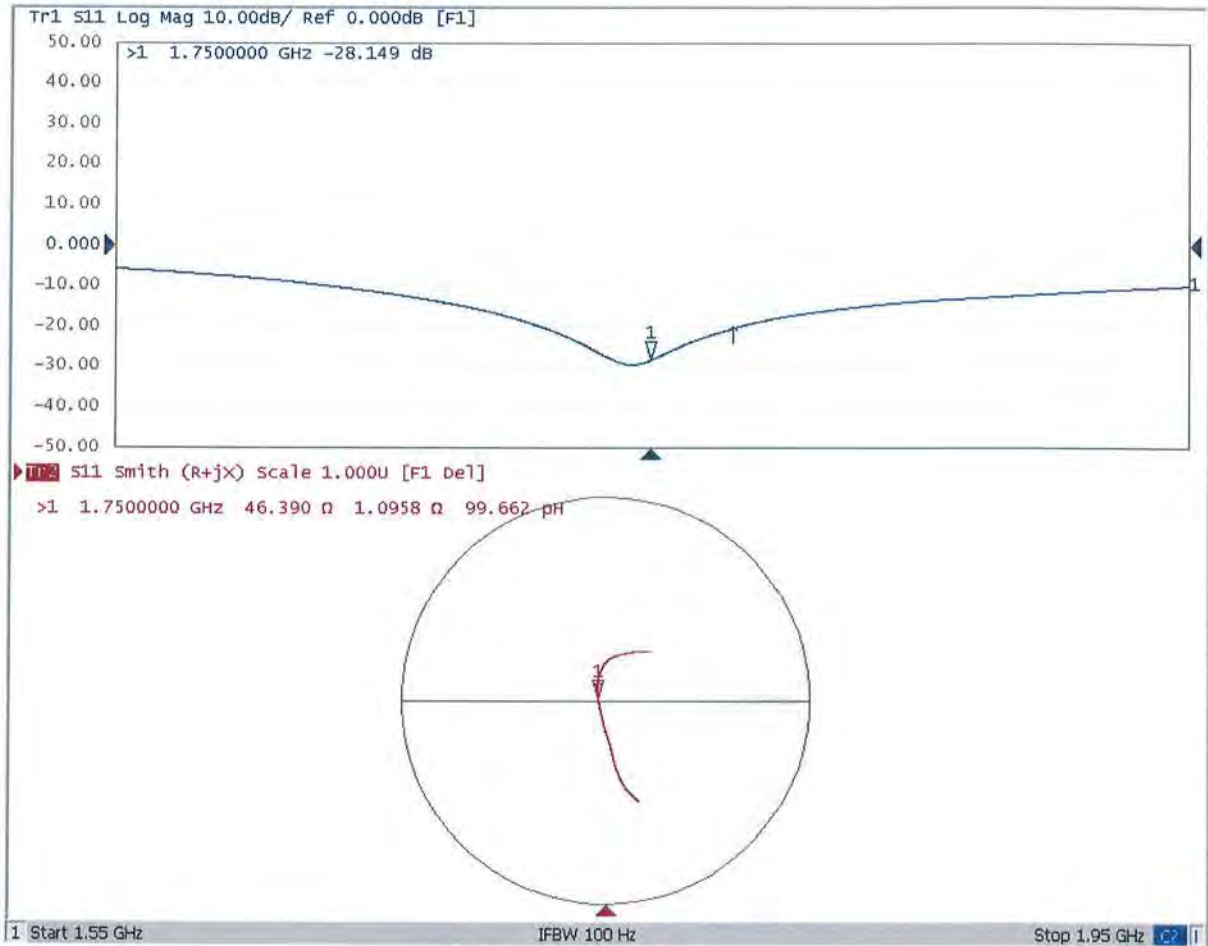 Tr1 S11 Log Mag 10.00dB/ Ref 0.000dB [F1]
50.00
>1 1.7500000 GHz -28.149 dB
40.00
30.00
20.00
10.00
0.000
-10.00
1
-20.00
1
-30.00
-40.00
-50.00
Tr2 S11 Smith (R+jX) Scale 1.000U [F1 Del]
>1 1.7500000 GHz 46.390 Ω 1.0958 Ω 99.662 pH
1
1 Start 1.55 GHz IFBW 100 Hz Stop 1.95 GHz C2